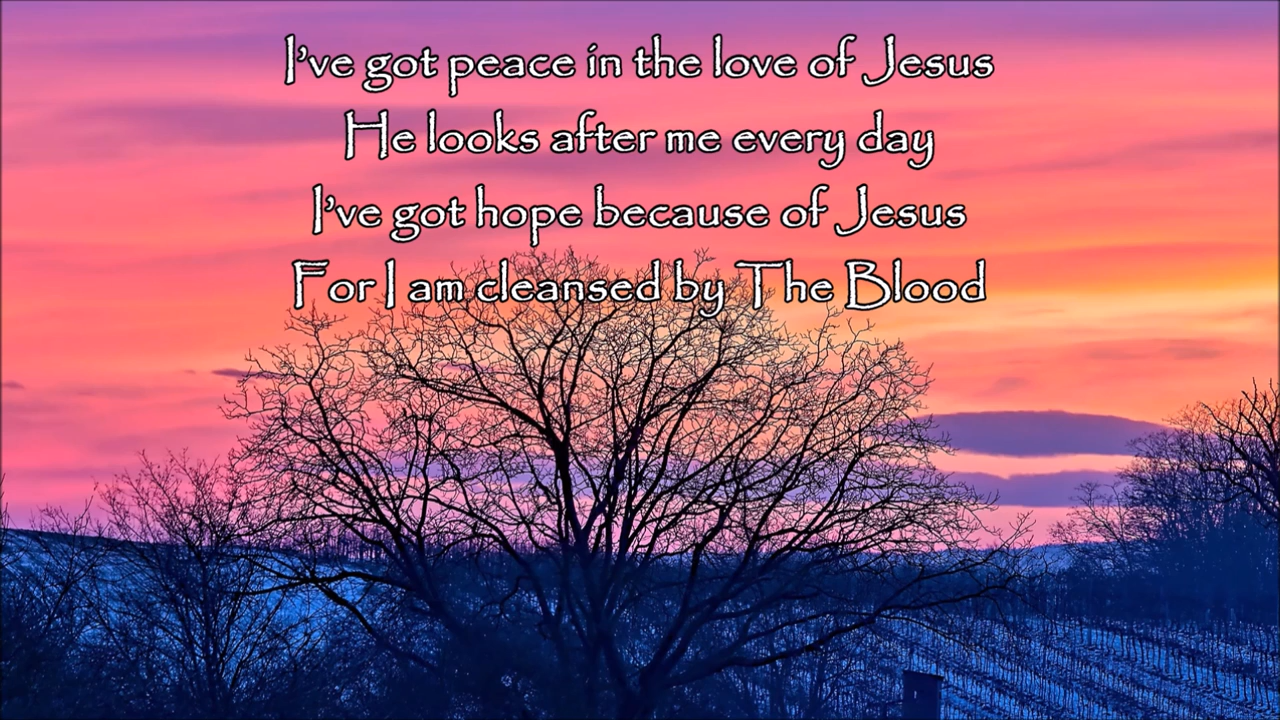 I’ve got peace in the love of Jesus
He looks after me every day
I’ve got hope because of Jesus
For I am cleansed by The Blood